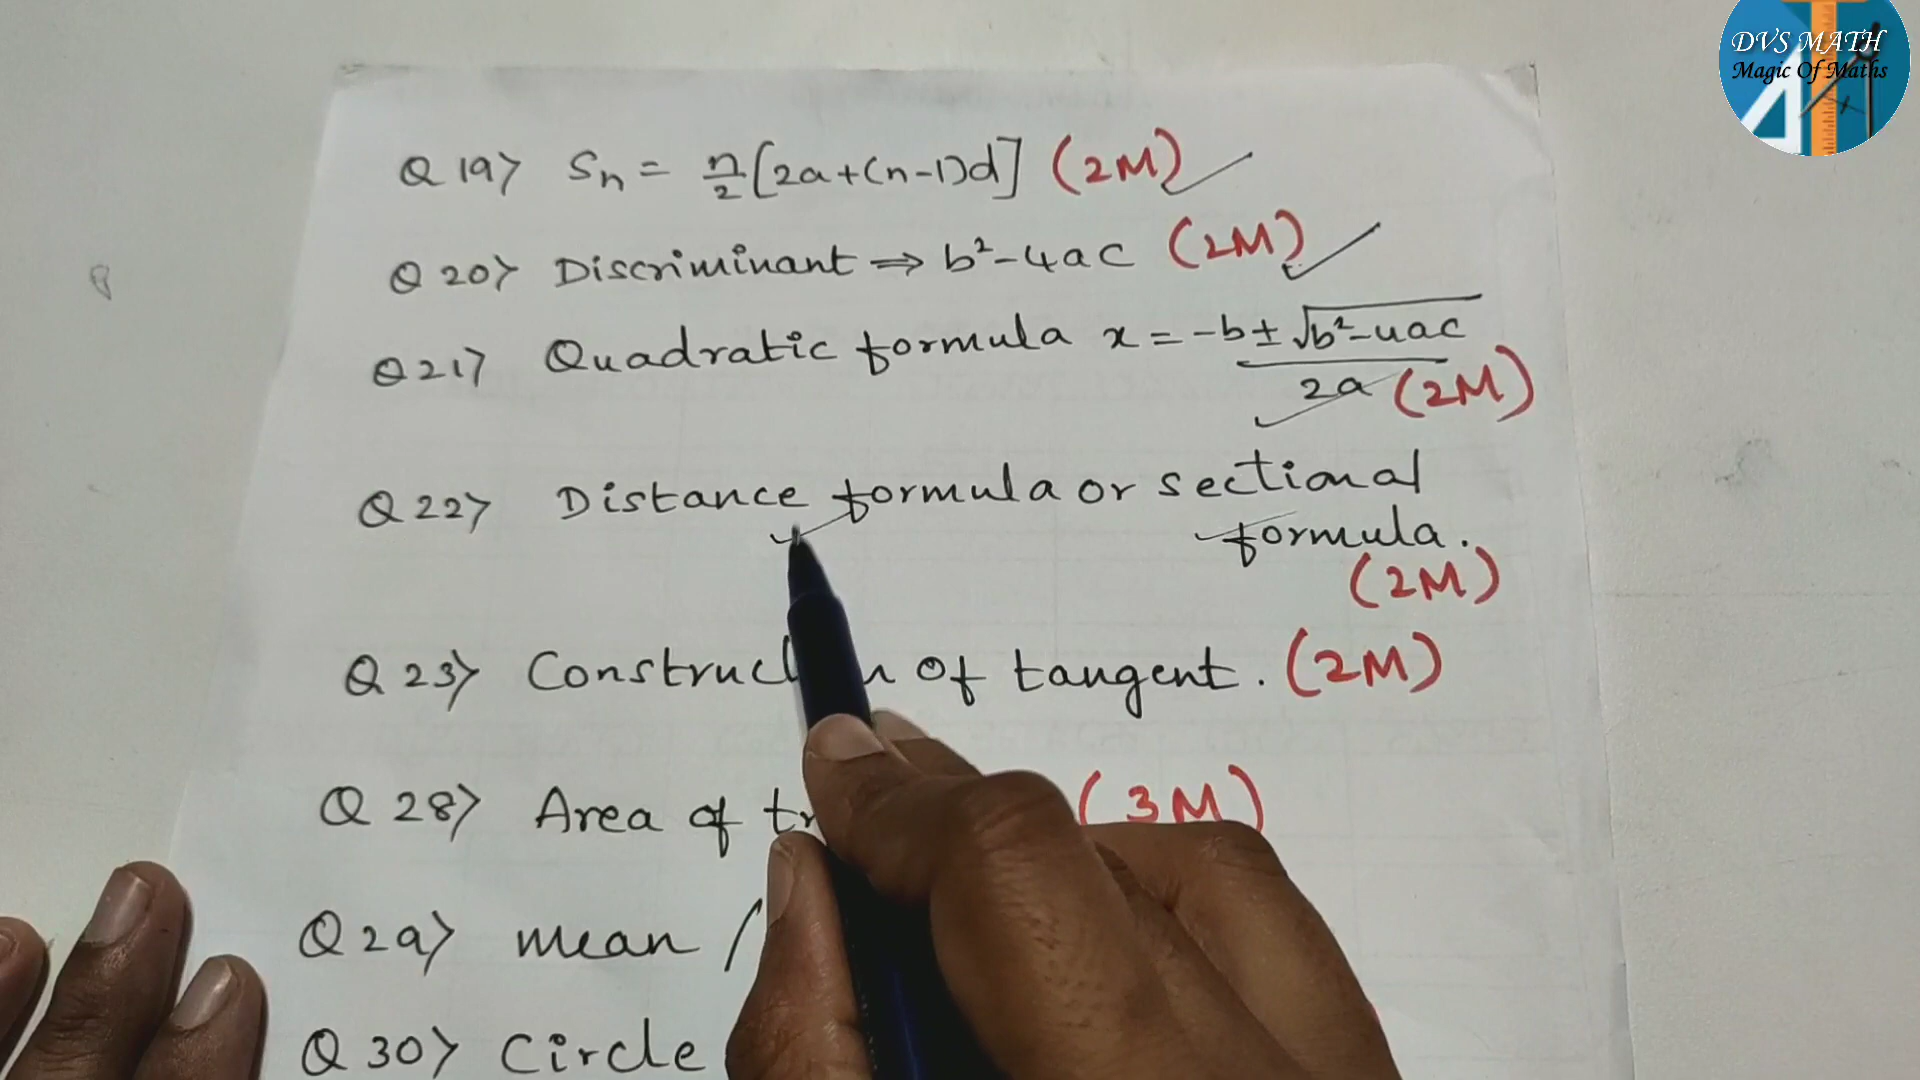 DVS MATH
Magic Of Maths
Q 19> Sn = n/2 [2a+(n-1)d] (2M)
Q 20> Discriminant ⇒ b²-4ac (2M)
Q 21> Quadratic formula x = -b ± √b²-4ac
2a (2M)
Q 22> Distance formula or sectional
formula.
(2M)
Q 23> of tangent. (2M)
Q 28> Area of (3M)
Q 29> mean /
Q 30> Circle